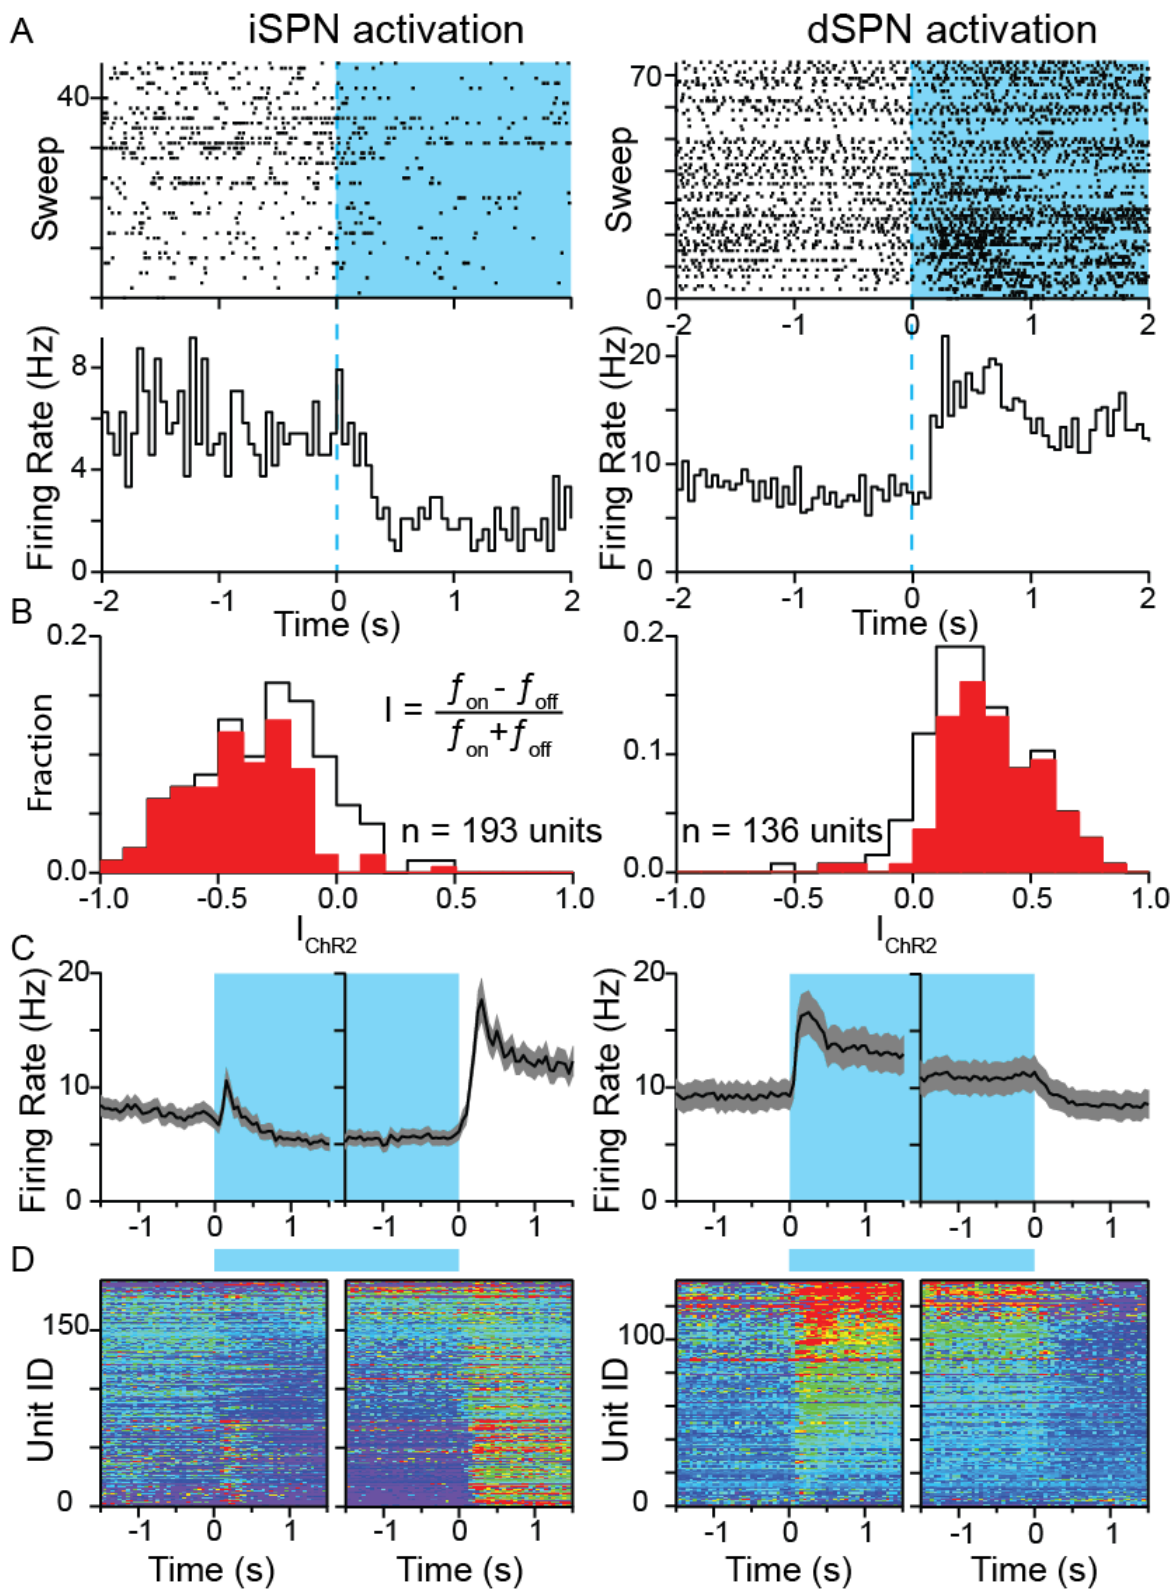 A
iSPN activation
dSPN activation
40
Sweep
70
Sweep
0
-2 -1 0 1 2
8
4
0
Firing Rate (Hz)
-2 -1 0 1 2
Time (s)
20
10
0
Firing Rate (Hz)
-2 -1 0 1 2
Time (s)
B
0.2
0.0
Fraction
I = (f on - f off) / (f on + f off)
n = 193 units
-1.0 -0.5 0.0 0.5 1.0
I ChR2
0.2
0.1
0.0
n = 136 units
-1.0 -0.5 0.0 0.5 1.0
I ChR2
C
20
10
0
Firing Rate (Hz)
-1 0 1 -1 0 1
20
10
0
Firing Rate (Hz)
-1 0 1 -1 0 1
D
150
0
Unit ID
-1 0 1 -1 0 1
Time (s) Time (s)
100
0
Unit ID
-1 0 1 -1 0 1
Time (s) Time (s)